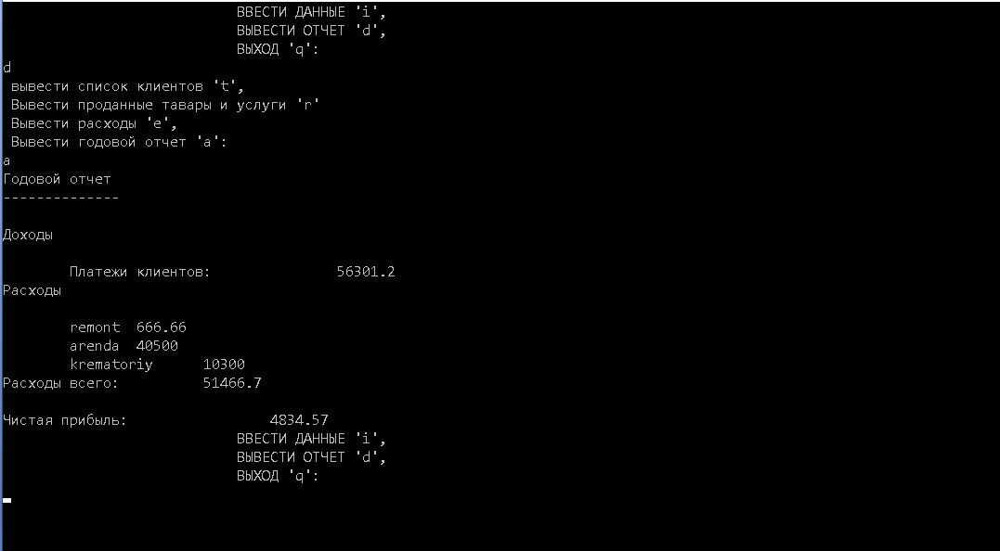 ВВЕСТИ ДАННЫЕ 'i',
ВЫВЕСТИ ОТЧЕТ 'd',
ВЫХОД 'q':
d
вывести список клиентов 't',
Вывести проданные тавары и услуги 'r'
Вывести расходы 'e',
Вывести годовой отчет 'a':
a
Годовой отчет
--------------
Доходы
Платежи клиентов: 56301.2
Расходы
remont 666.66
arenda 40500
krematoriy 10300
Расходы всего: 51466.7
Чистая прибыль: 4834.57
ВВЕСТИ ДАННЫЕ 'i',
ВЫВЕСТИ ОТЧЕТ 'd',
ВЫХОД 'q':